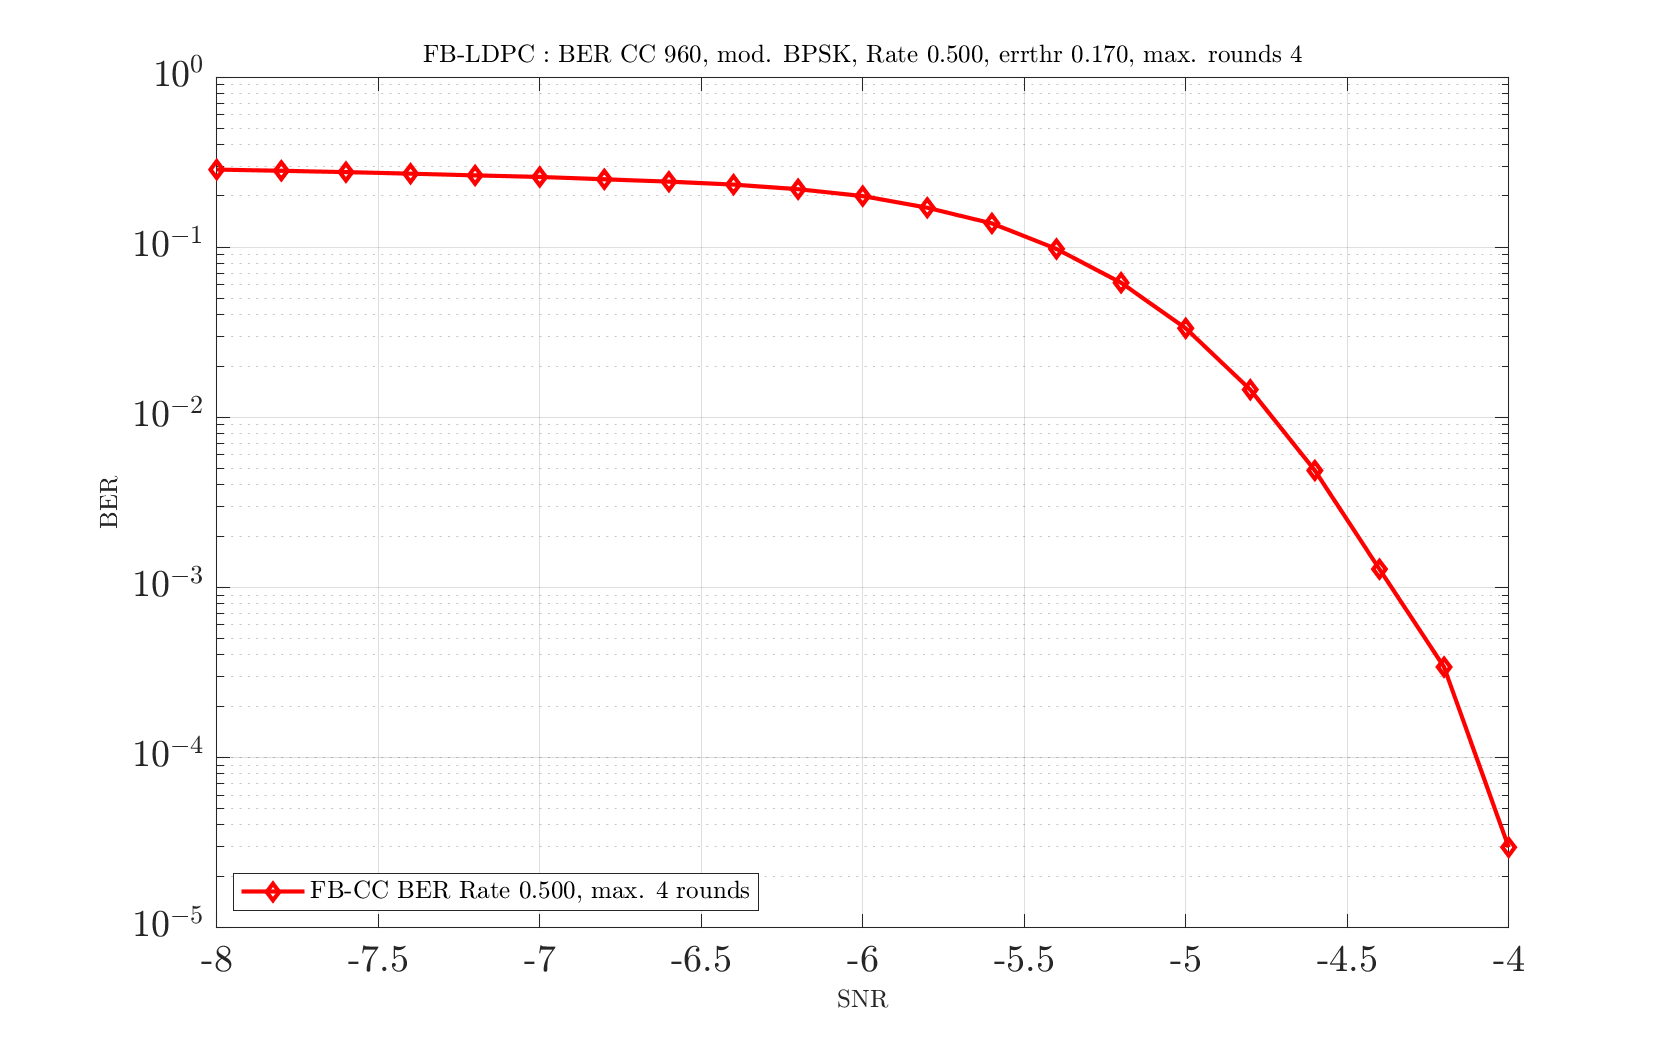 FB-LDPC : BER CC 960, mod. BPSK, Rate 0.500, errthr 0.170, max. rounds 4
10^0
10^-1
10^-2
10^-3
10^-4
10^-5
BER
FB-CC BER Rate 0.500, max. 4 rounds
-8 -7.5 -7 -6.5 -6 -5.5 -5 -4.5 -4
SNR